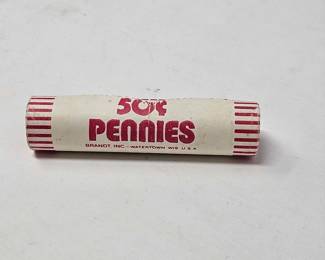 50¢
PENNIES
BRANDT INC - WATERTOWN WIS U S A